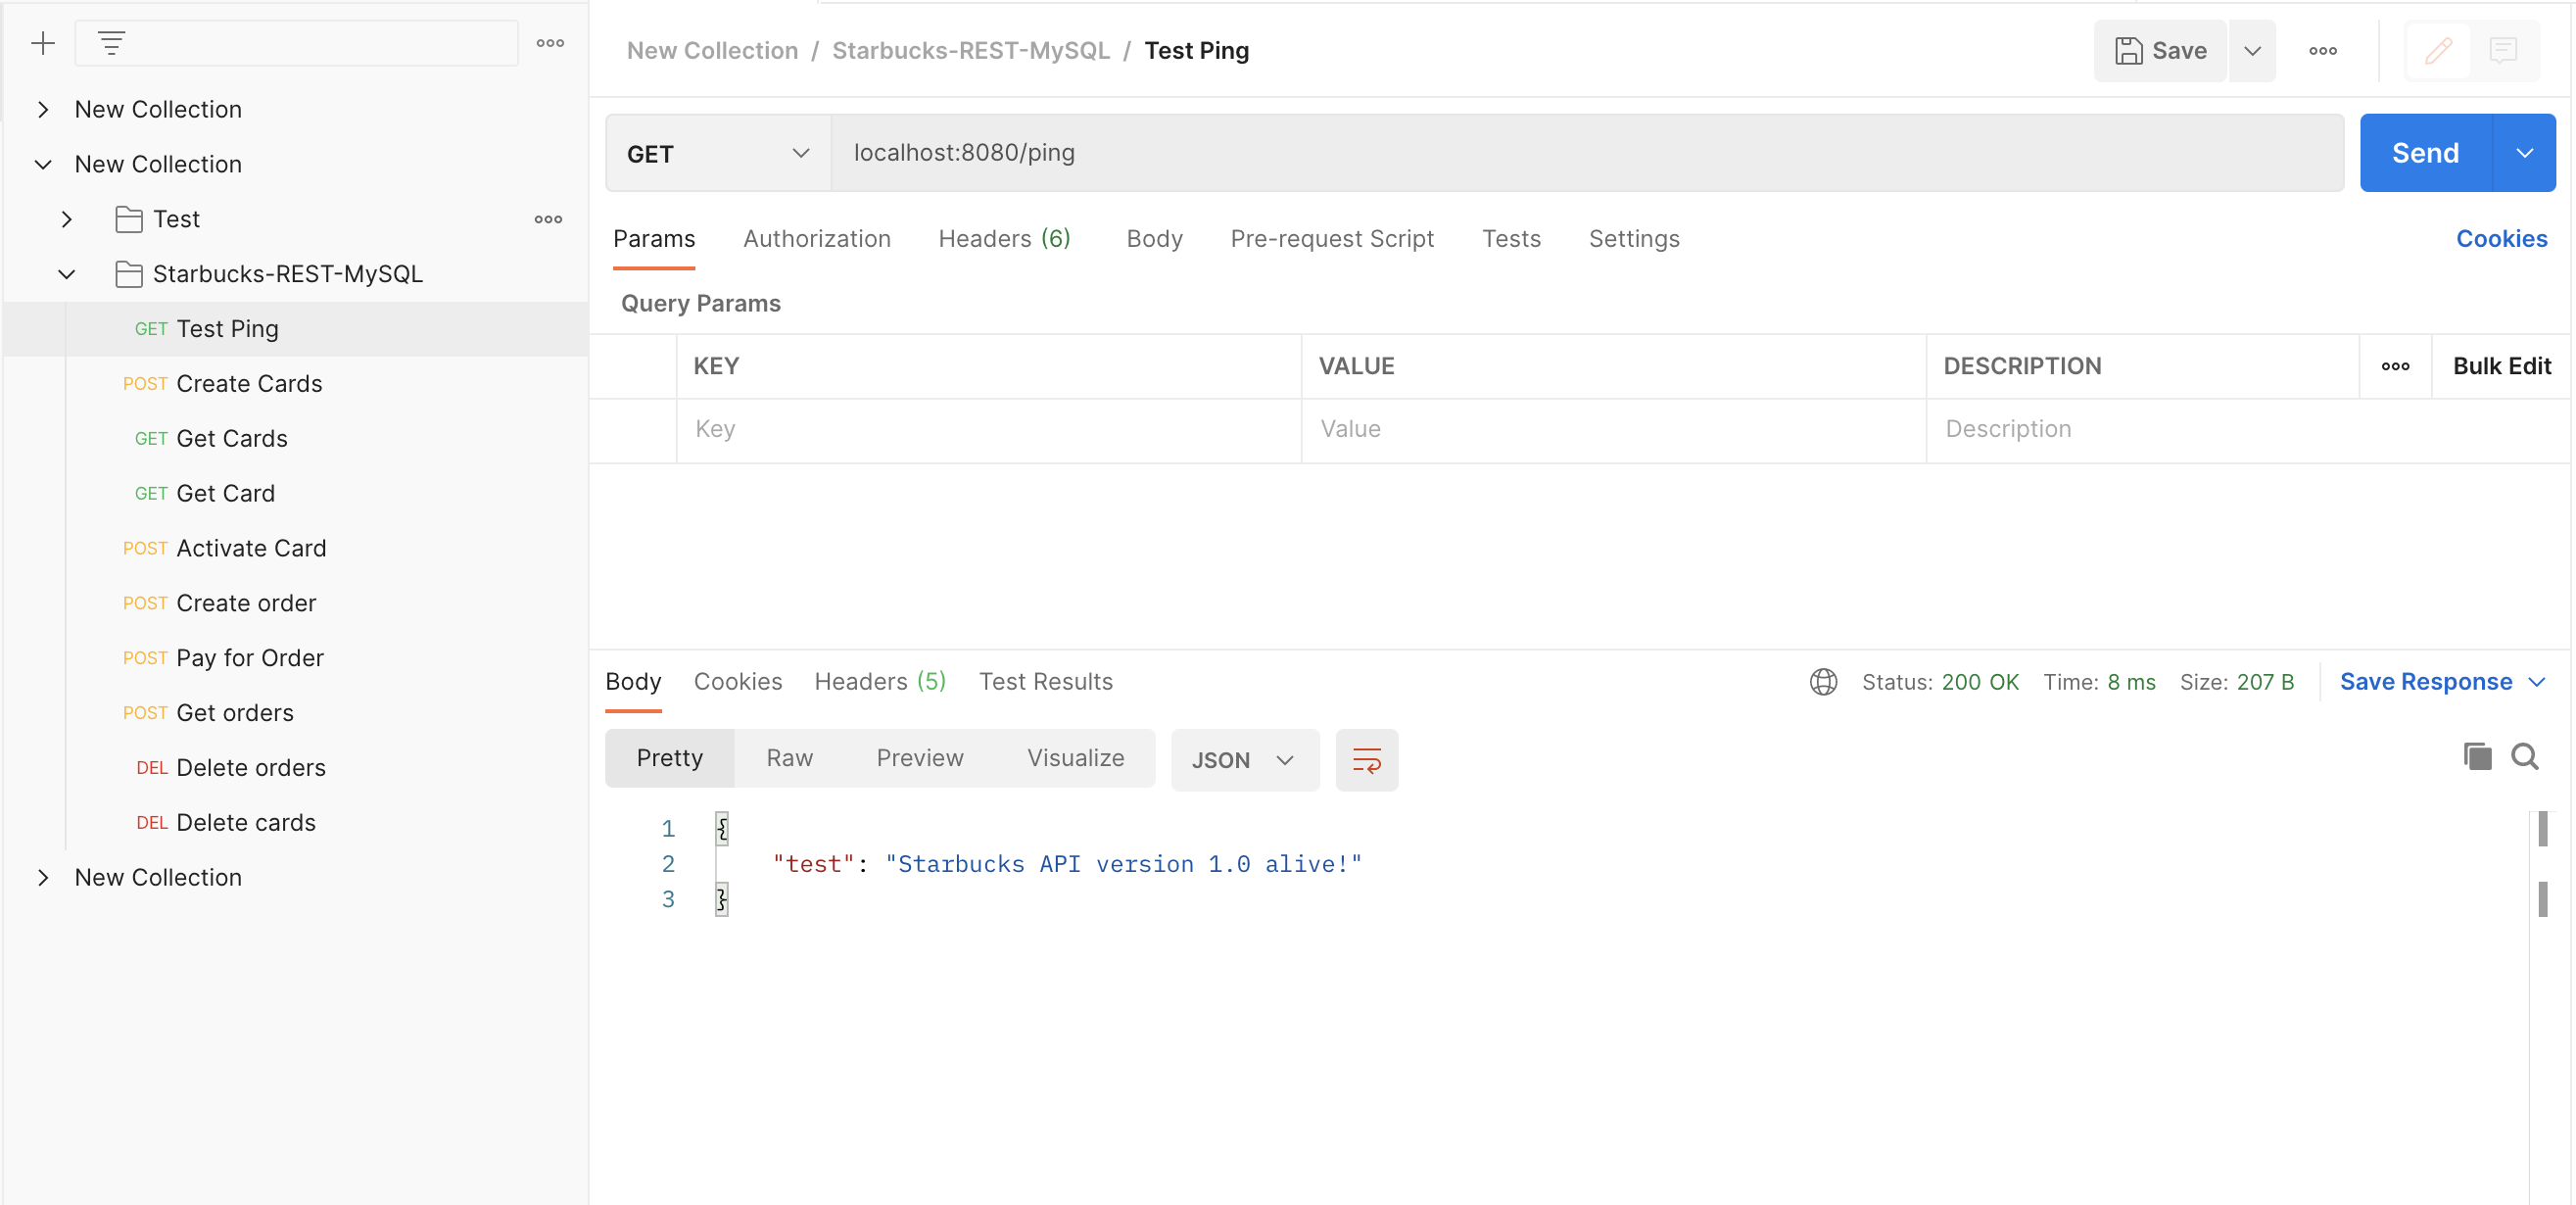 New Collection
New Collection
Test
Starbucks-REST-MySQL
GET Test Ping
POST Create Cards
GET Get Cards
GET Get Card
POST Activate Card
POST Create order
POST Pay for Order
POST Get orders
DEL Delete orders
DEL Delete cards
New Collection
New Collection / Starbucks-REST-MySQL / Test Ping
Save
GET localhost:8080/ping Send
Params Authorization Headers (6) Body Pre-request Script Tests Settings Cookies
Query Params
KEY VALUE DESCRIPTION Bulk Edit
Key Value Description
Body Cookies Headers (5) Test Results Status: 200 OK Time: 8 ms Size: 207 B Save Response
Pretty Raw Preview Visualize JSON
1 {
2 "test": "Starbucks API version 1.0 alive!"
3 }